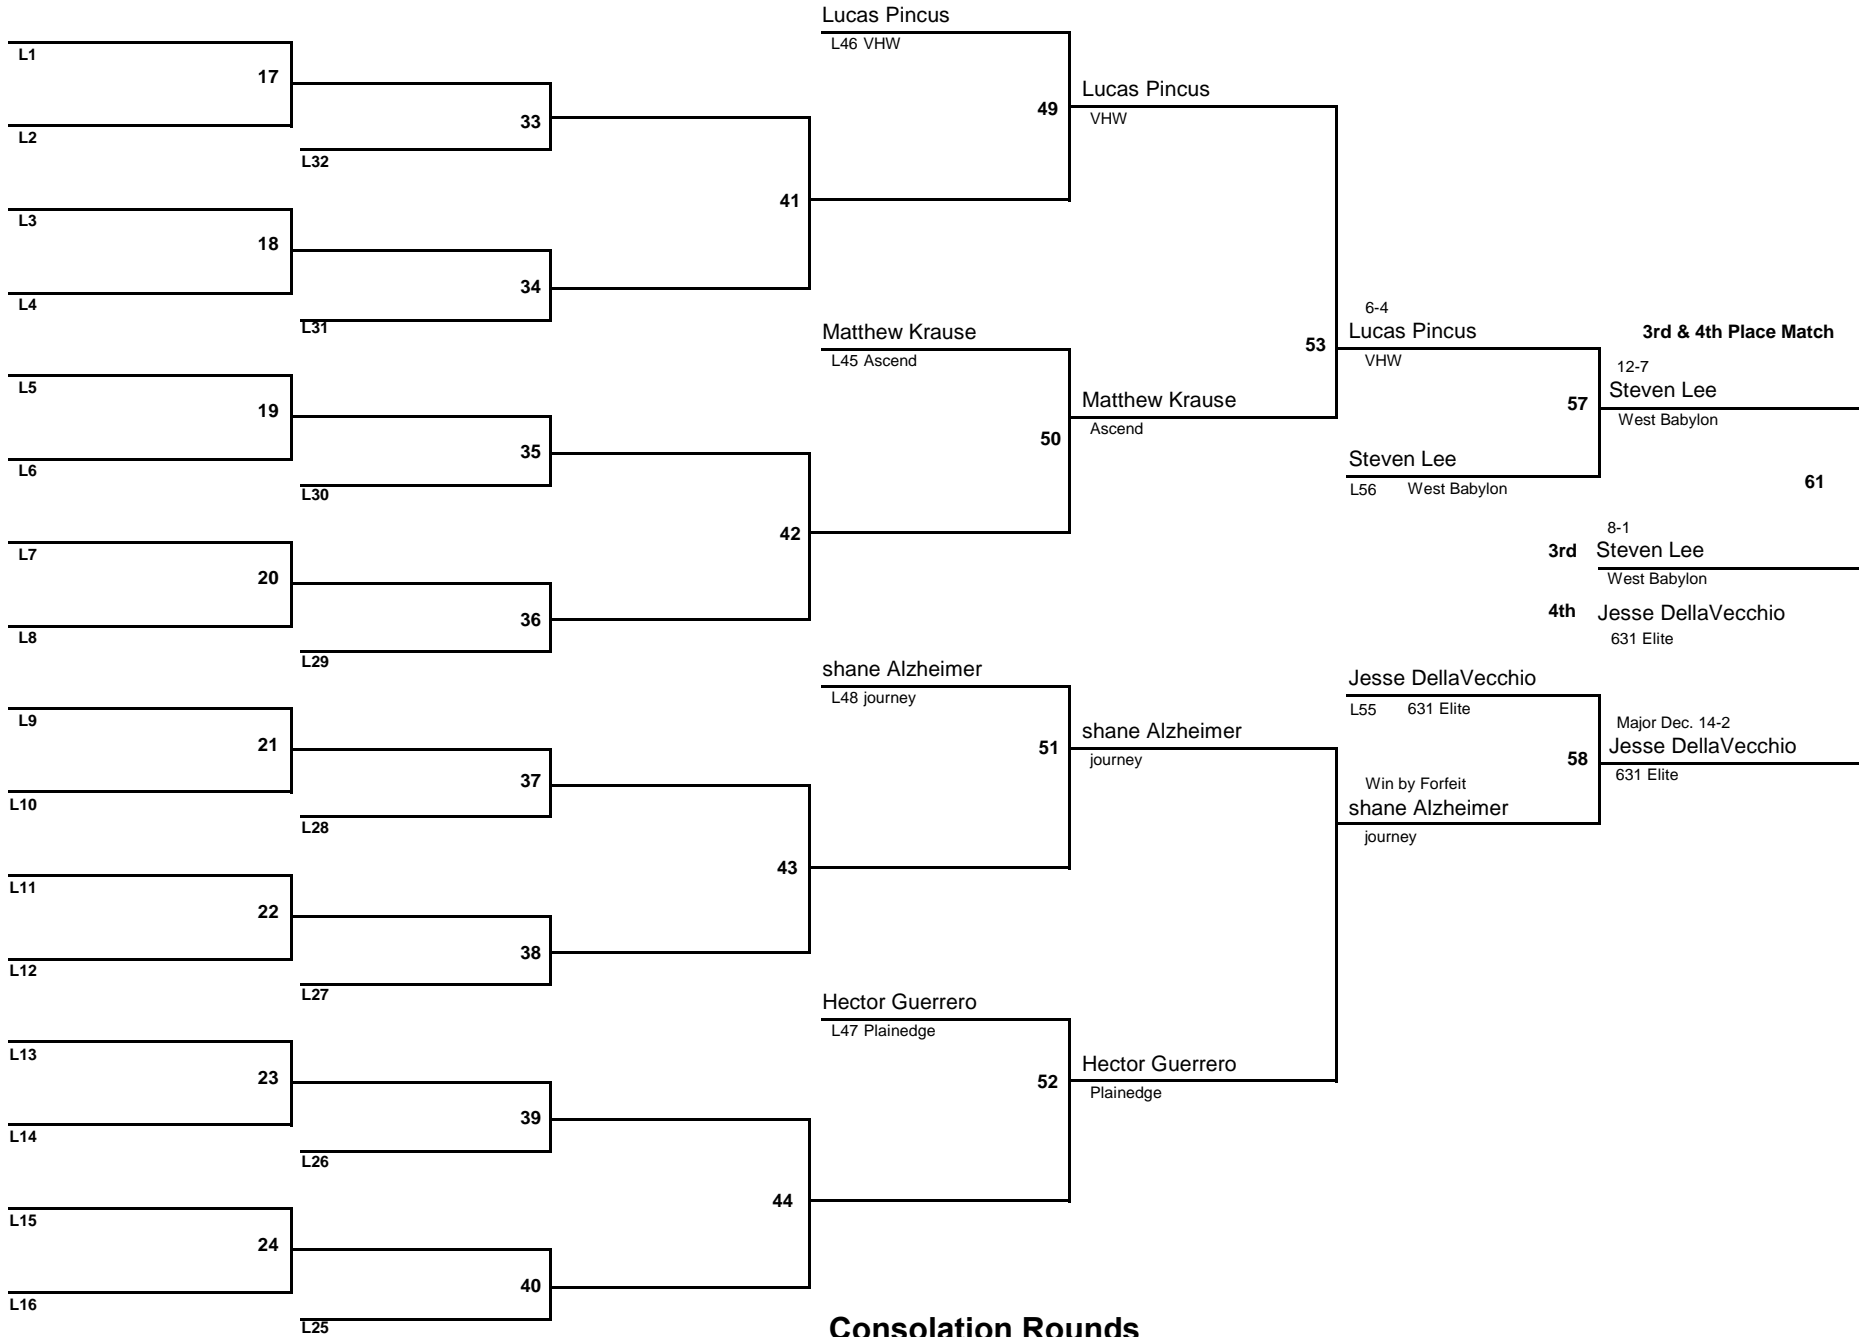 L1
17
L2
33
L32
L3
18
L4
34
L31
41
L5
19
L6
35
L30
L7
20
L8
36
L29
42
L9
21
L10
37
L28
L11
22
L12
38
L27
43
L13
23
L14
39
L26
L15
24
L16
40
L25
44
Lucas Pincus
L46 VHW
49
Matthew Krause
L45 Ascend
50
shane Alzheimer
L48 journey
51
Hector Guerrero
L47 Plainedge
52
Lucas Pincus
VHW
Matthew Krause
Ascend
53
shane Alzheimer
journey
Hector Guerrero
Plainedge
6-4
Lucas Pincus
VHW
57
Steven Lee
L56 West Babylon
Jesse DellaVecchio
L55 631 Elite
58
Win by Forfeit
shane Alzheimer
journey
3rd & 4th Place Match
12-7
Steven Lee
West Babylon
61
8-1
3rd Steven Lee
West Babylon
4th Jesse DellaVecchio
631 Elite
Major Dec. 14-2
Jesse DellaVecchio
631 Elite
Consolation Rounds